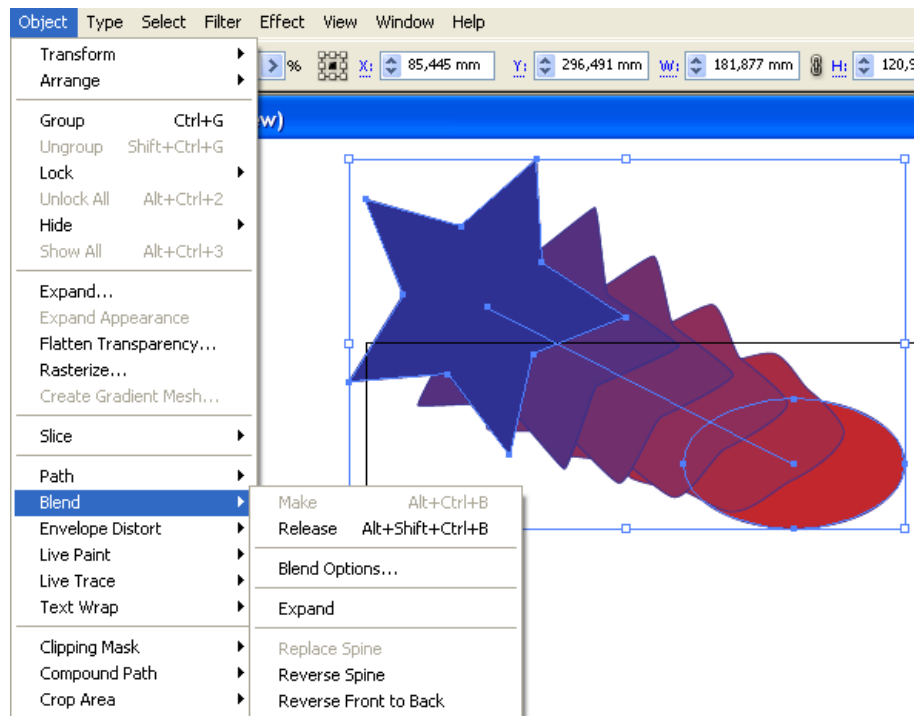 Object Type Select Filter Effect View Window Help
Transform
Arrange
% X: 85,445 mm Y: 296,491 mm W: 181,877 mm H: 120,9
Group Ctrl+G
ew)
Ungroup Shift+Ctrl+G
Lock
Unlock All Alt+Ctrl+2
Hide
Show All Alt+Ctrl+3
Expand...
Expand Appearance
Flatten Transparency...
Rasterize...
Create Gradient Mesh...
Slice
Path
Blend
Envelope Distort
Live Paint
Live Trace
Text Wrap
Clipping Mask
Compound Path
Crop Area
Make Alt+Ctrl+B
Release Alt+Shift+Ctrl+B
Blend Options...
Expand
Replace Spine
Reverse Spine
Reverse Front to Back